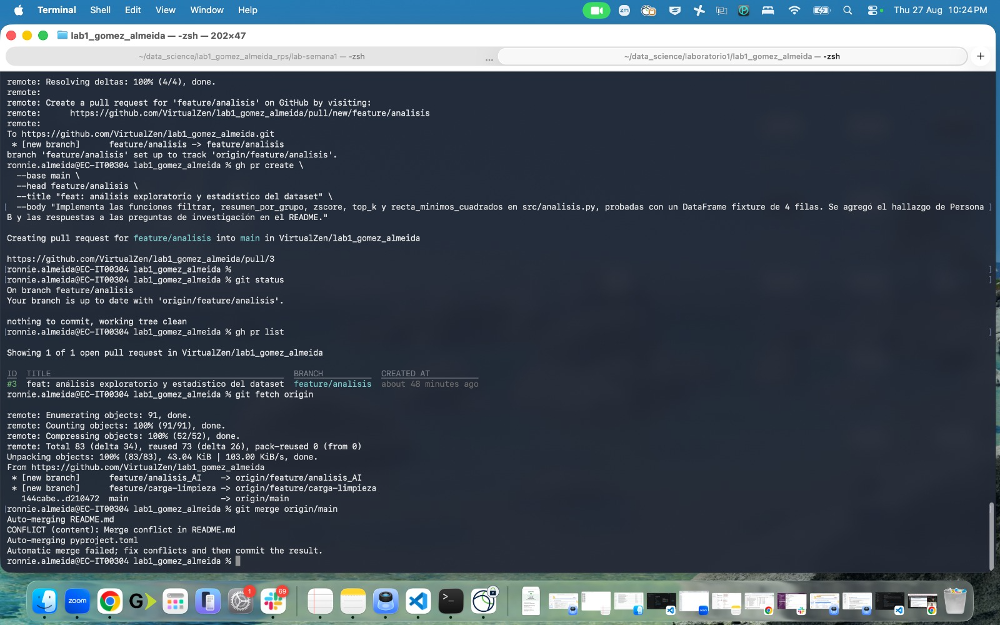 Terminal Shell Edit View Window Help zm Thu 27 Aug 10:24 PM
lab1_gomez_almeida — -zsh — 202×47
~/data_science/lab1_gomez_almeida_rps/lab-semana1 — -zsh ... ~/data_science/laboratorio1/lab1_gomez_almeida — -zsh +
remote: Resolving deltas: 100% (4/4), done.
remote:
remote: Create a pull request for 'feature/analisis' on GitHub by visiting:
remote:      https://github.com/VirtualZen/lab1_gomez_almeida/pull/new/feature/analisis
remote:
To https://github.com/VirtualZen/lab1_gomez_almeida.git
 * [new branch]      feature/analisis -> feature/analisis
branch 'feature/analisis' set up to track 'origin/feature/analisis'.
ronnie.almeida@EC-IT00304 lab1_gomez_almeida % gh pr create \
  --base main \
  --head feature/analisis \
  --title "feat: análisis exploratorio y estadístico del dataset" \
[ --body "Implementa las funciones filtrar, resumen_por_grupo, zscore, top_k y recta_minimos_cuadrados en src/analisis.py, probadas con un DataFrame fixture de 4 filas. Se agregó el hallazgo de Persona ]
B y las respuestas a las preguntas de investigación en el README."
Creating pull request for feature/analisis into main in VirtualZen/lab1_gomez_almeida
https://github.com/VirtualZen/lab1_gomez_almeida/pull/3
[ronnie.almeida@EC-IT00304 lab1_gomez_almeida % ]
[ronnie.almeida@EC-IT00304 lab1_gomez_almeida % git status ]
On branch feature/analisis
Your branch is up to date with 'origin/feature/analisis'.
nothing to commit, working tree clean
[ronnie.almeida@EC-IT00304 lab1_gomez_almeida % gh pr list ]
Showing 1 of 1 open pull request in VirtualZen/lab1_gomez_almeida
ID  TITLE  BRANCH  CREATED AT
#3  feat: análisis exploratorio y estadístico del dataset  feature/analisis  about 48 minutes ago
ronnie.almeida@EC-IT00304 lab1_gomez_almeida % git fetch origin
remote: Enumerating objects: 91, done.
remote: Counting objects: 100% (91/91), done.
remote: Compressing objects: 100% (52/52), done.
remote: Total 83 (delta 34), reused 73 (delta 26), pack-reused 0 (from 0)
Unpacking objects: 100% (83/83), 43.04 KiB | 103.00 KiB/s, done.
From https://github.com/VirtualZen/lab1_gomez_almeida
 * [new branch]      feature/analisis_AI    -> origin/feature/analisis_AI
 * [new branch]      feature/carga-limpieza -> origin/feature/carga-limpieza
   144cabe..d210472  main                   -> origin/main
[ronnie.almeida@EC-IT00304 lab1_gomez_almeida % git merge origin/main ]
Auto-merging README.md
CONFLICT (content): Merge conflict in README.md
Auto-merging pyproject.toml
Automatic merge failed; fix conflicts and then commit the result.
ronnie.almeida@EC-IT00304 lab1_gomez_almeida %
zoom G 1 69 >_